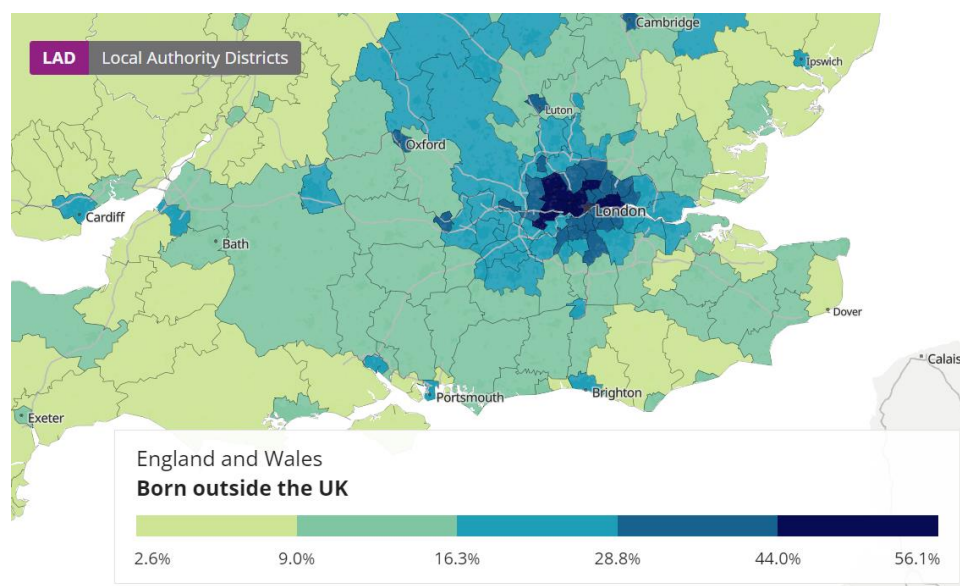 Cambridge
LAD Local Authority Districts
Ipswich
Luton
Oxford
London
Cardiff
Bath
Dover
Calais
Portsmouth
Brighton
Exeter
England and Wales
Born outside the UK
2.6% 9.0% 16.3% 28.8% 44.0% 56.1%